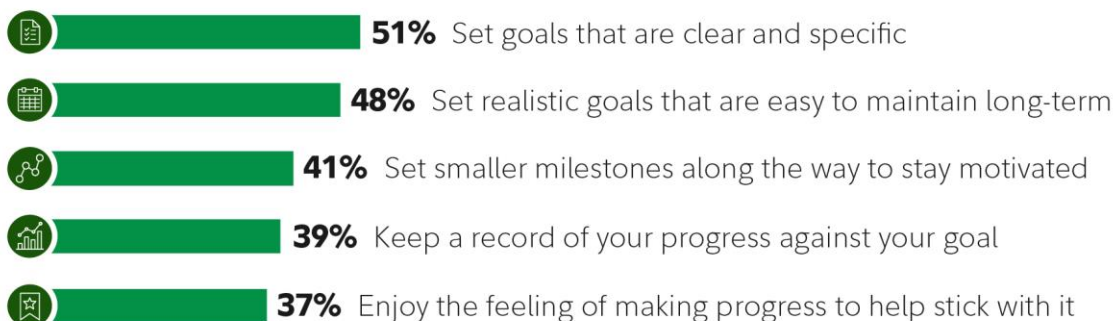 51% Set goals that are clear and specific
48% Set realistic goals that are easy to maintain long-term
41% Set smaller milestones along the way to stay motivated
39% Keep a record of your progress against your goal
37% Enjoy the feeling of making progress to help stick with it